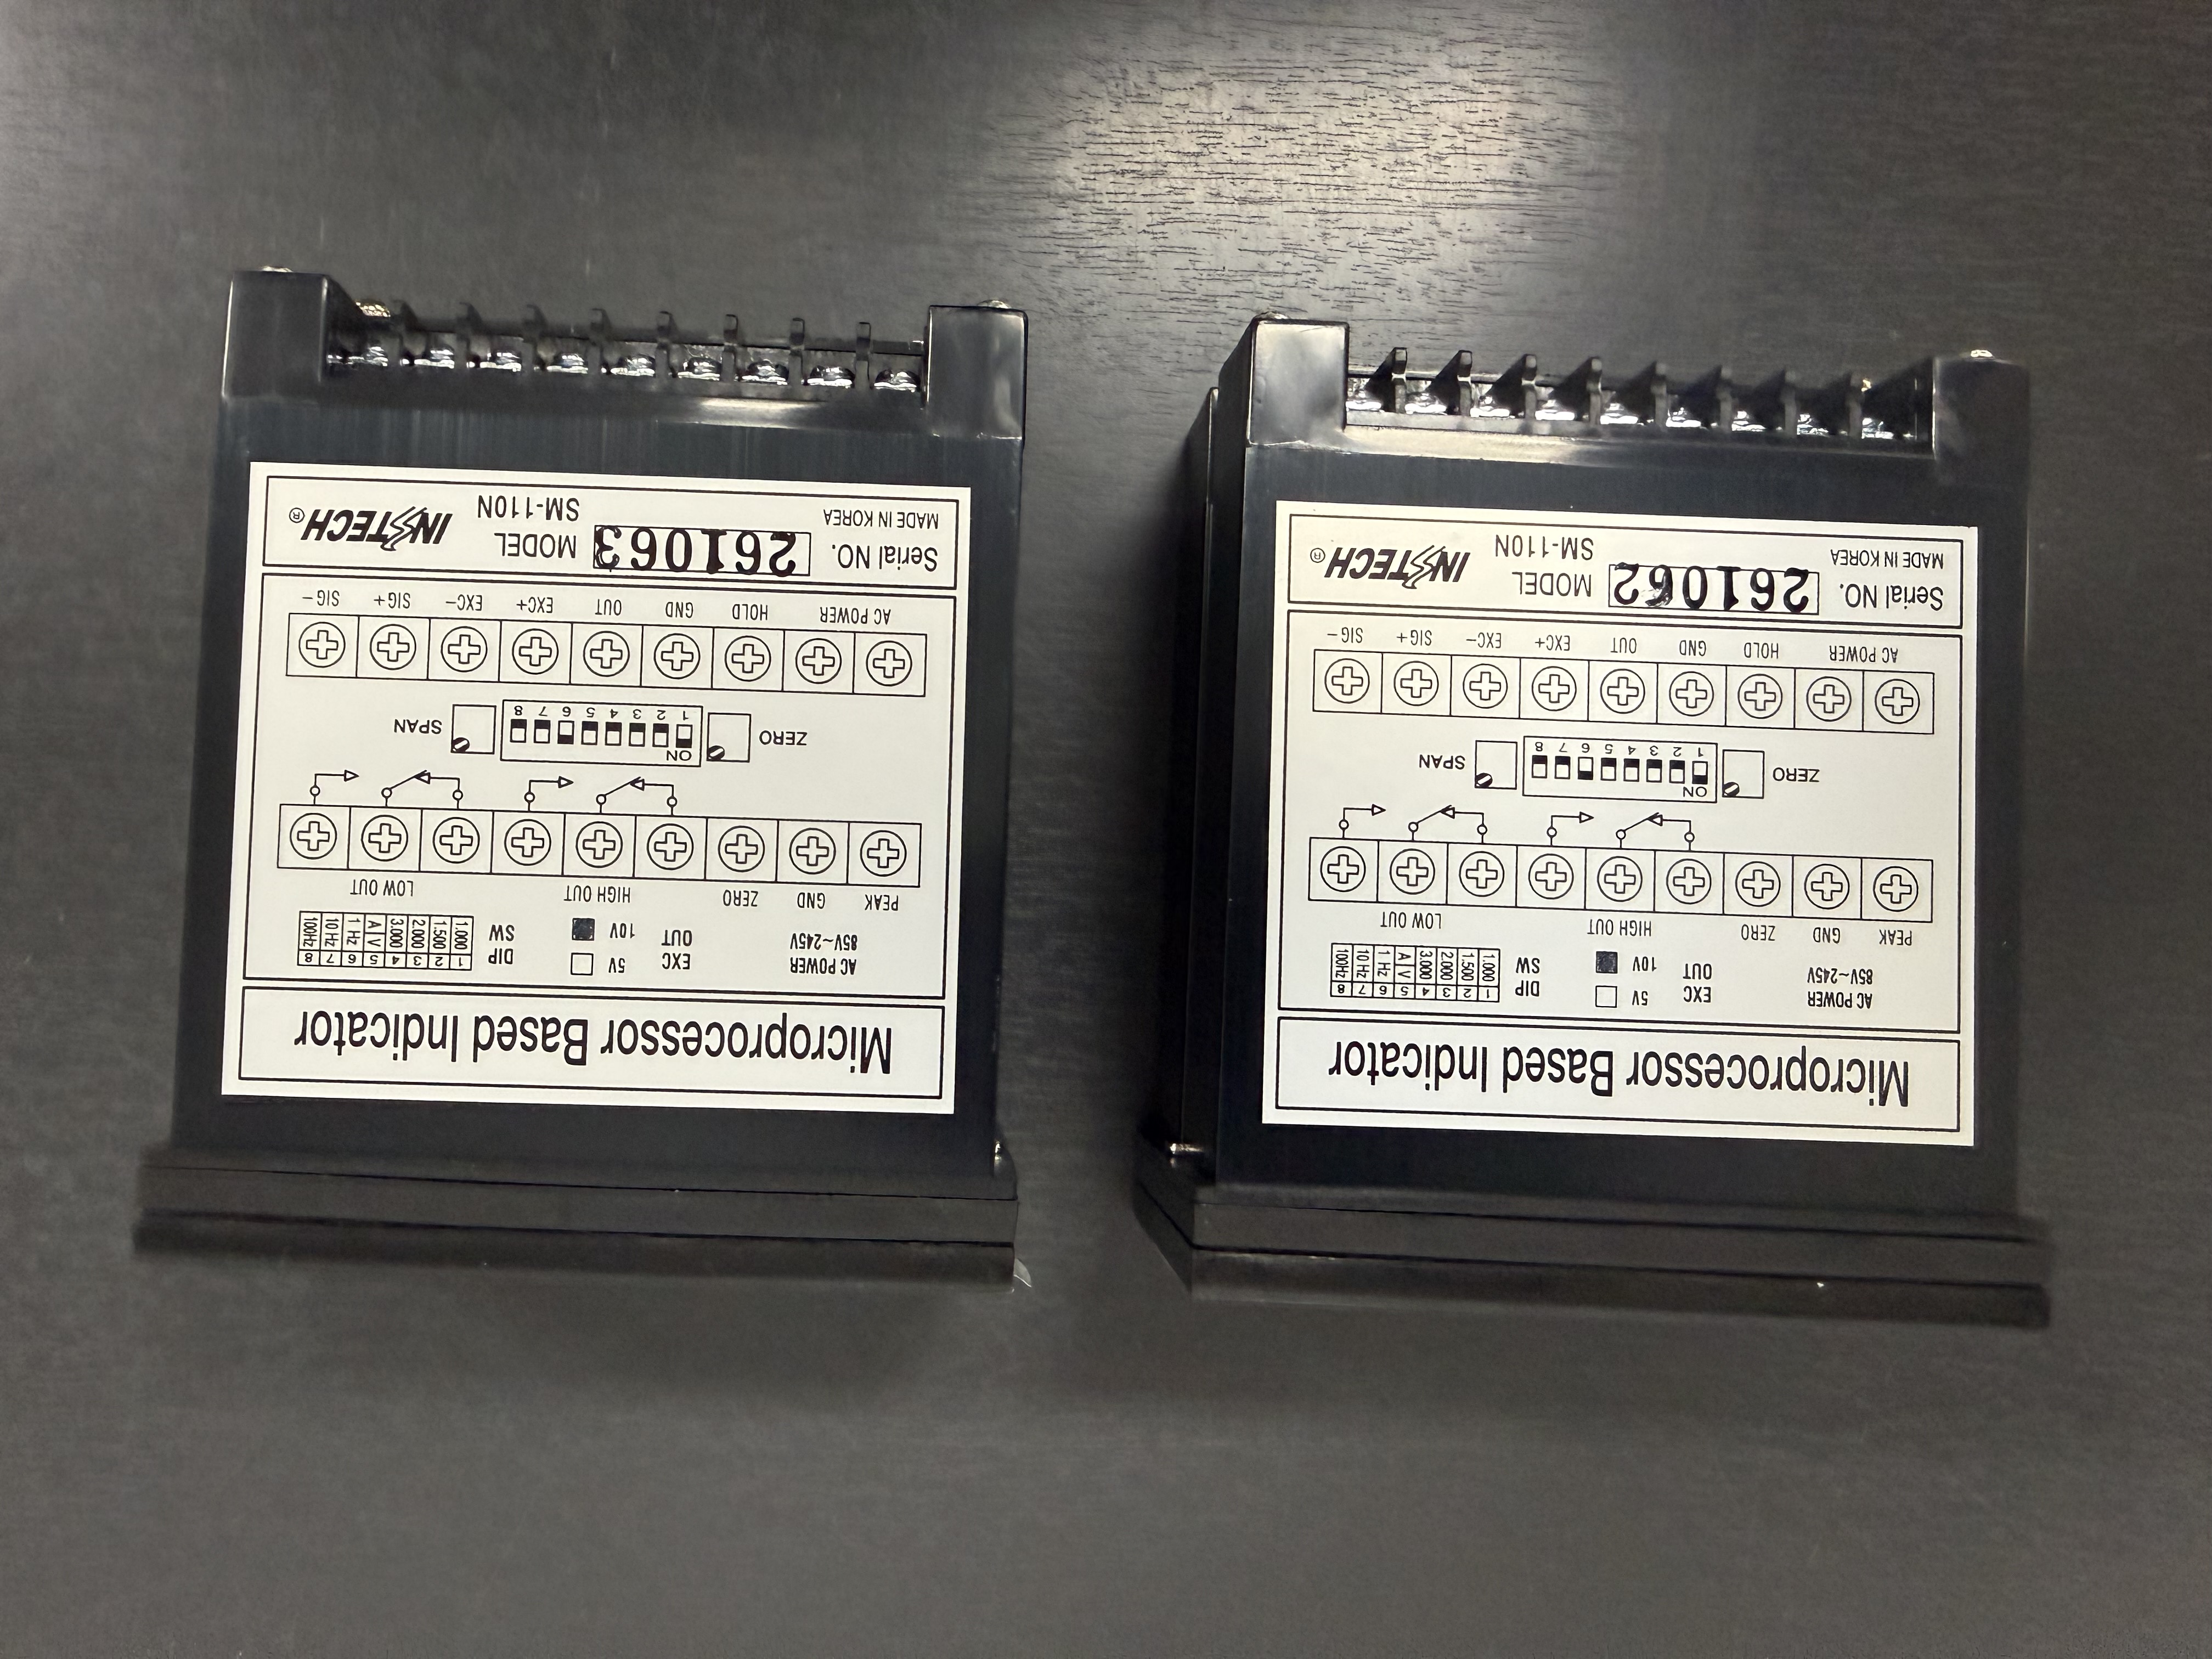 Microprocessor Based Indicator
AC POWER
85V~245V
EXC
OUT
5V
10V
DIP
SW
1 2 3 4 5 6 7 8
1.000 1.500 2.000 3.000 A V 1 Hz 10 Hz 100Hz
PEAK GND ZERO HIGH OUT LOW OUT
ZERO
ON
1 2 3 4 5 6 7 8
SPAN
AC POWER HOLD GND OUT EXC+ EXC− SIG+ SIG−
Serial NO. 261062
MADE IN KOREA
MODEL
SM-110N
INSTECH®
Microprocessor Based Indicator
AC POWER
85V~245V
EXC
OUT
5V
10V
DIP
SW
1 2 3 4 5 6 7 8
1.000 1.500 2.000 3.000 A V 1 Hz 10 Hz 100Hz
PEAK GND ZERO HIGH OUT LOW OUT
ZERO
ON
1 2 3 4 5 6 7 8
SPAN
AC POWER HOLD GND OUT EXC+ EXC− SIG+ SIG−
Serial NO. 261063
MADE IN KOREA
MODEL
SM-110N
INSTECH®